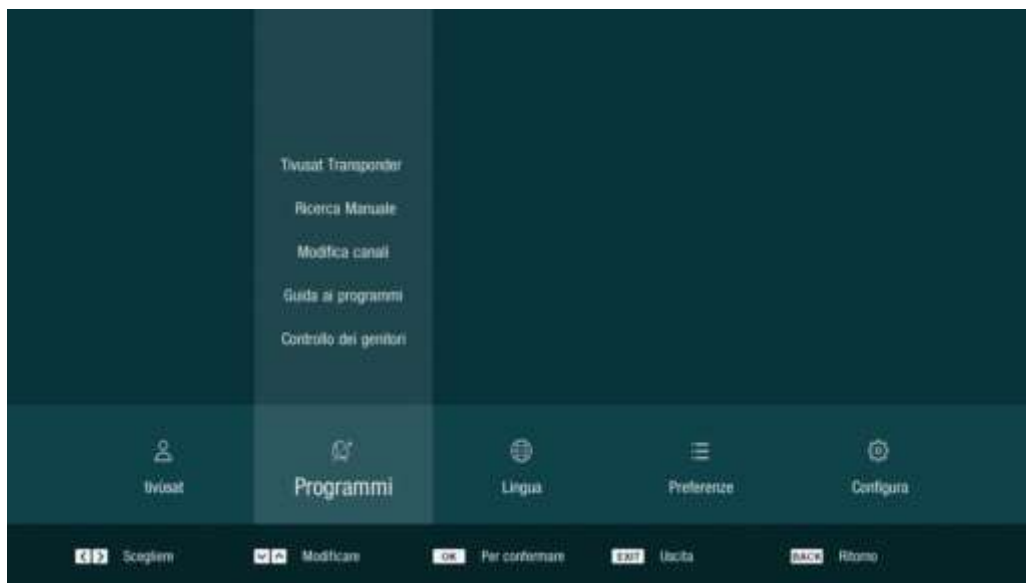 Tivusat Transponder
Ricerca Manuale
Modifica canali
Guida ai programmi
Controllo dei genitori
tivùsat Programmi Lingua Preferenze Configura
Scegliere Modificare OK Per confermare EXIT Uscita BACK Ritorno